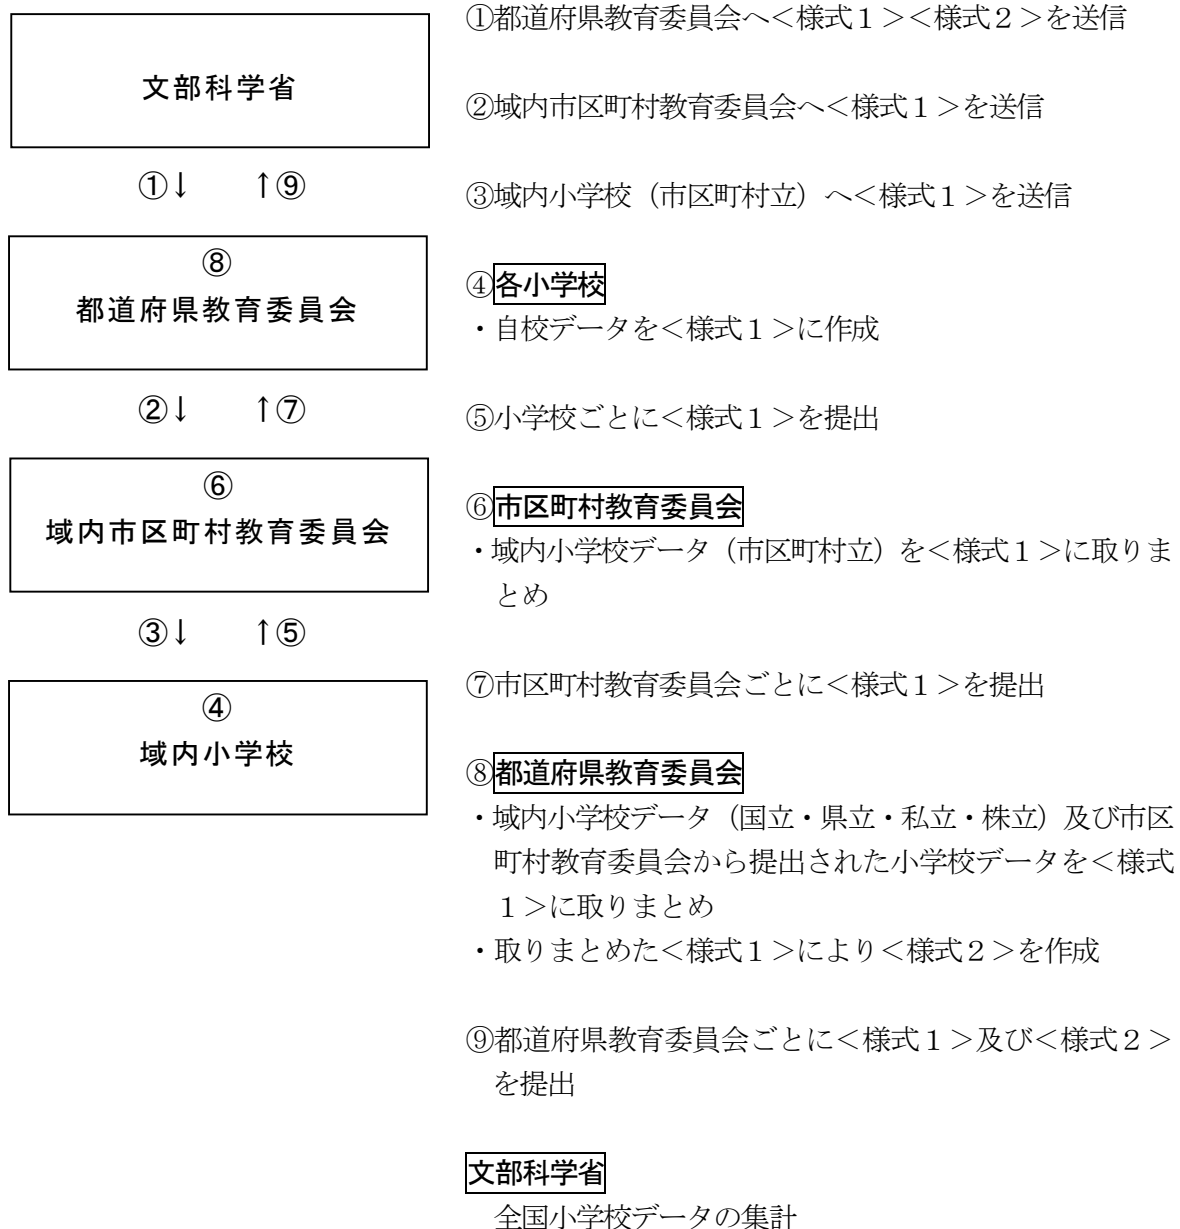 文部科学省
①↓ ↑⑨
⑧
都道府県教育委員会
②↓ ↑⑦
⑥
域内市区町村教育委員会
③↓ ↑⑤
④
域内小学校
①都道府県教育委員会へ＜様式１＞＜様式２＞を送信
②域内市区町村教育委員会へ＜様式１＞を送信
③域内小学校（市区町村立）へ＜様式１＞を送信
④各小学校
・自校データを＜様式１＞に作成
⑤小学校ごとに＜様式１＞を提出
⑥市区町村教育委員会
・域内小学校データ（市区町村立）を＜様式１＞に取りま
とめ
⑦市区町村教育委員会ごとに＜様式１＞を提出
⑧都道府県教育委員会
・域内小学校データ（国立・県立・私立・株立）及び市区
町村教育委員会から提出された小学校データを＜様式
１＞に取りまとめ
・取りまとめた＜様式１＞により＜様式２＞を作成
⑨都道府県教育委員会ごとに＜様式１＞及び＜様式２＞
を提出
文部科学省
全国小学校データの集計